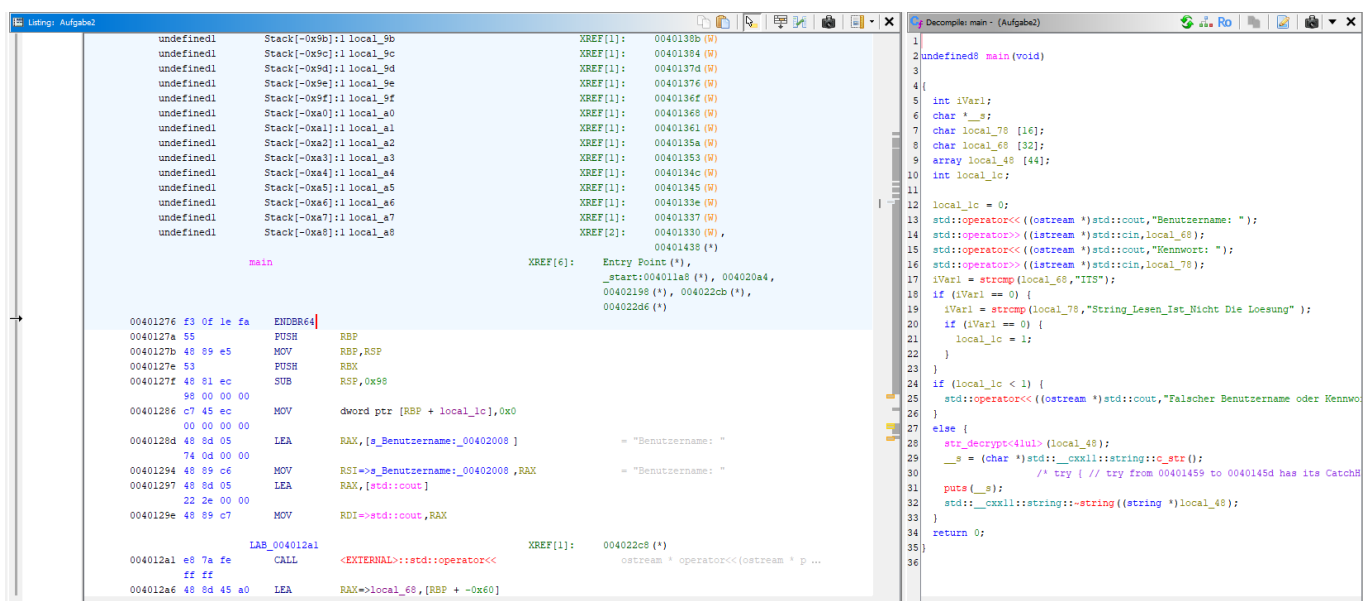 Listing: Aufgabe2
undefined1 Stack[-0x9b]:1 local_9b XREF[1]: 0040138b(W)
undefined1 Stack[-0x9c]:1 local_9c XREF[1]: 00401384(W)
undefined1 Stack[-0x9d]:1 local_9d XREF[1]: 0040137d(W)
undefined1 Stack[-0x9e]:1 local_9e XREF[1]: 00401376(W)
undefined1 Stack[-0x9f]:1 local_9f XREF[1]: 0040136f(W)
undefined1 Stack[-0xa0]:1 local_a0 XREF[1]: 00401368(W)
undefined1 Stack[-0xa1]:1 local_a1 XREF[1]: 00401361(W)
undefined1 Stack[-0xa2]:1 local_a2 XREF[1]: 0040135a(W)
undefined1 Stack[-0xa3]:1 local_a3 XREF[1]: 00401353(W)
undefined1 Stack[-0xa4]:1 local_a4 XREF[1]: 0040134c(W)
undefined1 Stack[-0xa5]:1 local_a5 XREF[1]: 00401345(W)
undefined1 Stack[-0xa6]:1 local_a6 XREF[1]: 0040133e(W)
undefined1 Stack[-0xa7]:1 local_a7 XREF[1]: 00401337(W)
undefined1 Stack[-0xa8]:1 local_a8 XREF[2]: 00401330(W),
00401438(*)
main XREF[6]: Entry Point(*),
_start:004011a8(*), 004020a4,
00402198(*), 004022cb(*),
004022d6(*)
00401276 f3 0f 1e fa ENDBR64
0040127a 55 PUSH RBP
0040127b 48 89 e5 MOV RBP,RSP
0040127e 53 PUSH RBX
0040127f 48 81 ec SUB RSP,0x98
98 00 00 00
00401286 c7 45 ec MOV dword ptr [RBP + local_1c],0x0
00 00 00 00
0040128d 48 8d 05 LEA RAX,[s_Benutzername:_00402008] = "Benutzername: "
74 0d 00 00
00401294 48 89 c6 MOV RSI=>s_Benutzername:_00402008,RAX = "Benutzername: "
00401297 48 8d 05 LEA RAX,[std::cout]
22 2e 00 00
0040129e 48 89 c7 MOV RDI=>std::cout,RAX
LAB_004012a1 XREF[1]: 004022c8(*)
004012a1 e8 7a fe CALL <EXTERNAL>::std::operator<< ostream * operator<<(ostream * p ...
ff ff
004012a6 48 8d 45 a0 LEA RAX=>local_68,[RBP + -0x60]
Decompile: main - (Aufgabe2)
Ro
1
2 undefined8 main(void)
3
4 {
5 int iVar1;
6 char *__s;
7 char local_78 [16];
8 char local_68 [32];
9 array local_48 [44];
10 int local_1c;
11
12 local_1c = 0;
13 std::operator<<((ostream *)std::cout,"Benutzername: ");
14 std::operator>>((istream *)std::cin,local_68);
15 std::operator<<((ostream *)std::cout,"Kennwort: ");
16 std::operator>>((istream *)std::cin,local_78);
17 iVar1 = strcmp(local_68,"ITS");
18 if (iVar1 == 0) {
19 iVar1 = strcmp(local_78,"String_Lesen_Ist_Nicht Die Loesung");
20 if (iVar1 == 0) {
21 local_1c = 1;
22 }
23 }
24 if (local_1c < 1) {
25 std::operator<<((ostream *)std::cout,"Falscher Benutzername oder Kennwo
26 }
27 else {
28 str_decrypt<41ul>(local_48);
29 __s = (char *)std::__cxx11::string::c_str();
30 /* try { // try from 00401459 to 0040145d has its CatchH
31 puts(__s);
32 std::__cxx11::string::~string((string *)local_48);
33 }
34 return 0;
35 }
36